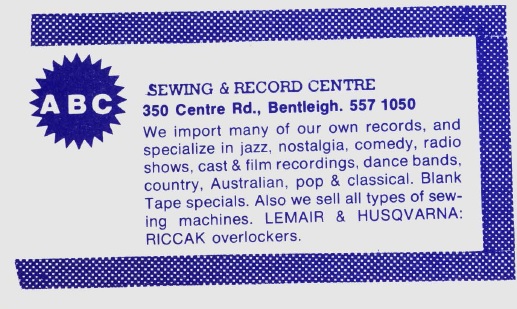 ABC
SEWING & RECORD CENTRE
350 Centre Rd., Bentleigh. 557 1050
We import many of our own records, and
specialize in jazz, nostalgia, comedy, radio
shows, cast & film recordings, dance bands,
country, Australian, pop & classical. Blank
Tape specials. Also we sell all types of sew-
ing machines. LEMAIR & HUSQVARNA:
RICCAK overlockers.